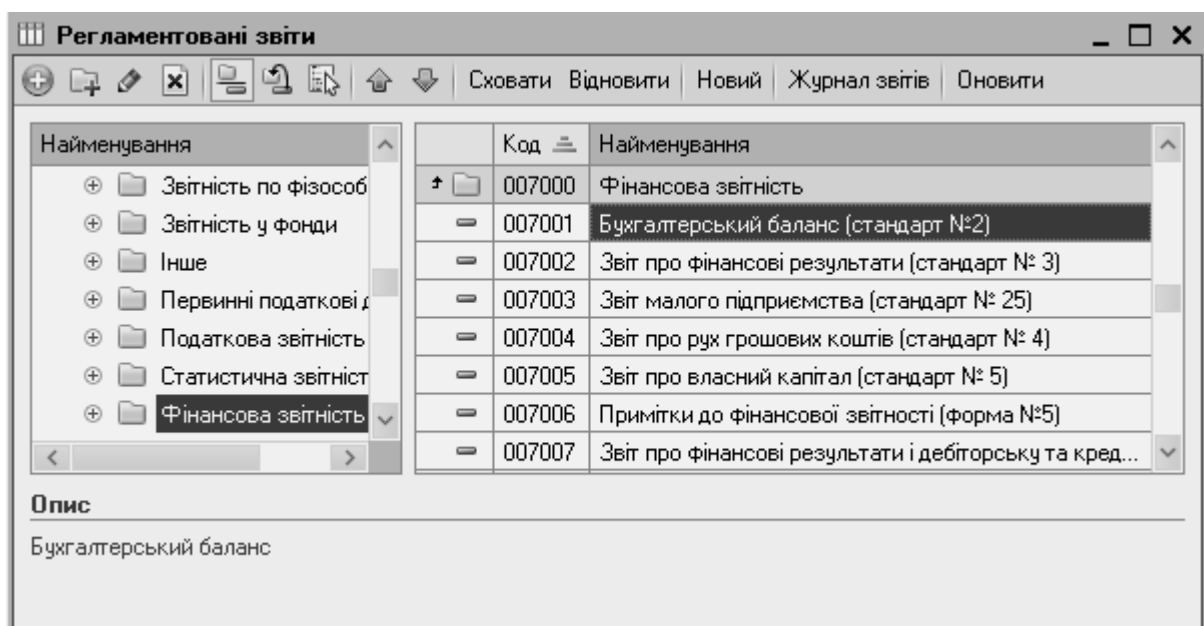 Регламентовані звіти
Сховати Відновити Новий Журнал звітів Оновити
Найменування
Звітність по фізособ
Звітність у фонди
Інше
Первинні податкові д
Податкова звітність
Статистична звітніст
Фінансова звітність
Код Найменування
007000 Фінансова звітність
007001 Бухгалтерський баланс (стандарт №2)
007002 Звіт про фінансові результати (стандарт № 3)
007003 Звіт малого підприємства (стандарт № 25)
007004 Звіт про рух грошових коштів (стандарт № 4)
007005 Звіт про власний капітал (стандарт № 5)
007006 Примітки до фінансової звітності (форма №5)
007007 Звіт про фінансові результати і дебіторську та кред...
Опис
Бухгалтерський баланс